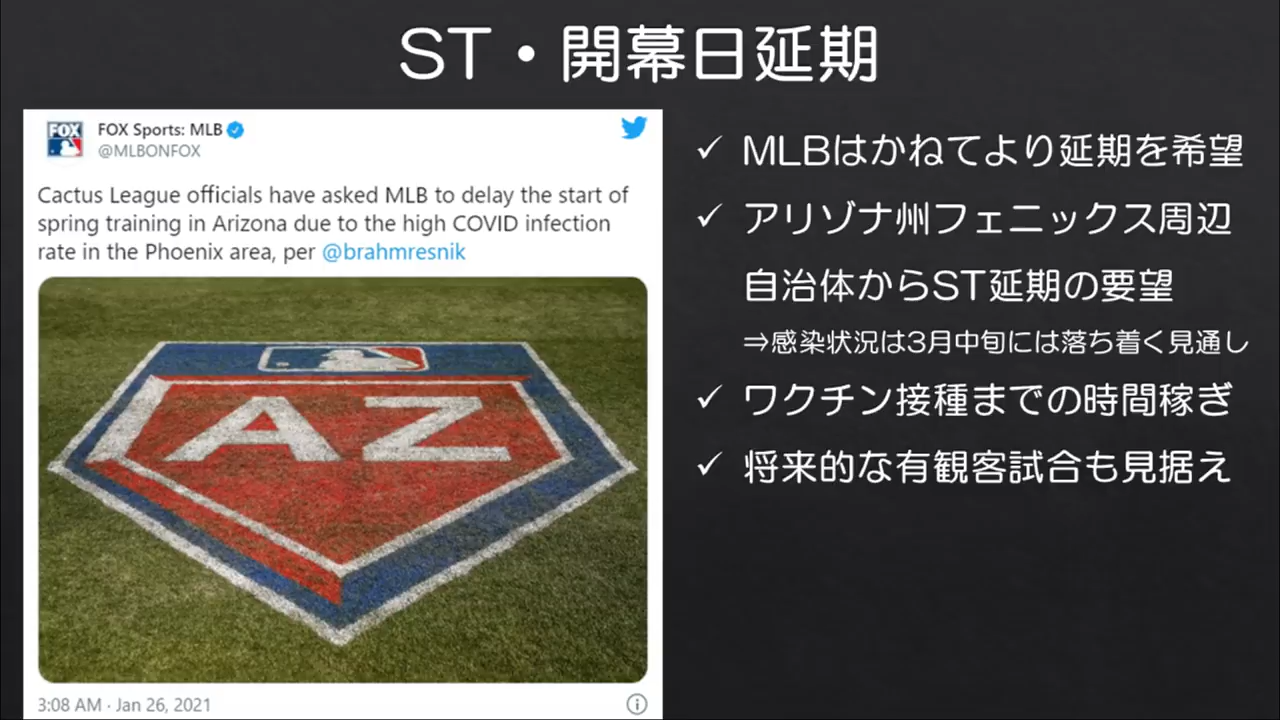 ST・開幕日延期
FOX
FOX Sports: MLB
@MLBONFOX
Cactus League officials have asked MLB to delay the start of
spring training in Arizona due to the high COVID infection
rate in the Phoenix area, per @brahmresnik
AZ
3:08 AM · Jan 26, 2021
✓ MLBはかねてより延期を希望
✓ アリゾナ州フェニックス周辺
自治体からST延期の要望
⇒感染状況は3月中旬には落ち着く見通し
✓ ワクチン接種までの時間稼ぎ
✓ 将来的な有観客試合も見据え